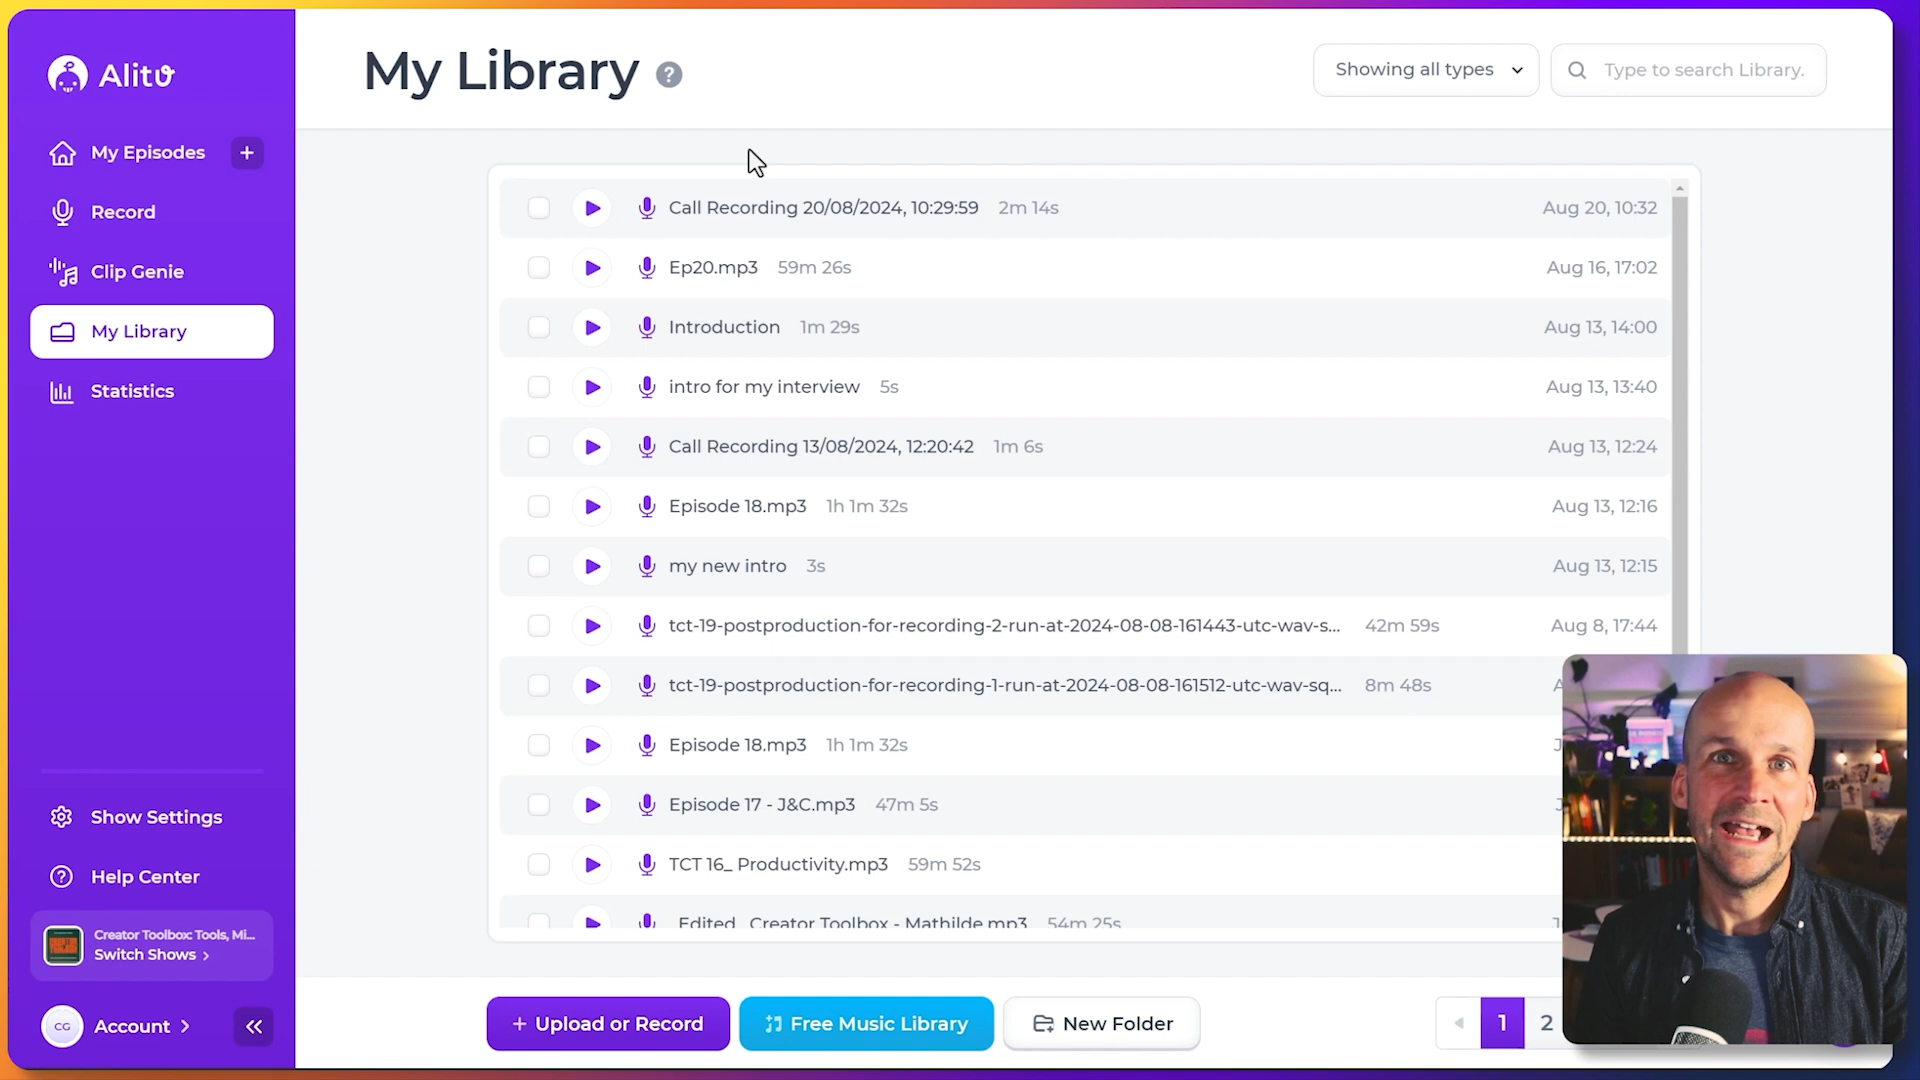 Alitu
My Episodes +
Record
Clip Genie
My Library
Statistics
Show Settings
Help Center
Creator Toolbox: Tools, Mi...
Switch Shows >
CG Account >
My Library ?
Showing all types
Type to search Library.
Call Recording 20/08/2024, 10:29:59 2m 14s Aug 20, 10:32
Ep20.mp3 59m 26s Aug 16, 17:02
Introduction 1m 29s Aug 13, 14:00
intro for my interview 5s Aug 13, 13:40
Call Recording 13/08/2024, 12:20:42 1m 6s Aug 13, 12:24
Episode 18.mp3 1h 1m 32s Aug 13, 12:16
my new intro 3s Aug 13, 12:15
tct-19-postproduction-for-recording-2-run-at-2024-08-08-161443-utc-wav-s... 42m 59s Aug 8, 17:44
tct-19-postproduction-for-recording-1-run-at-2024-08-08-161512-utc-wav-sq... 8m 48s
Episode 18.mp3 1h 1m 32s
Episode 17 - J&C.mp3 47m 5s
TCT 16_ Productivity.mp3 59m 52s
Edited_ Creator Toolbox - Mathilde.mp3 54m 25s
+ Upload or Record
Free Music Library
New Folder
1 2